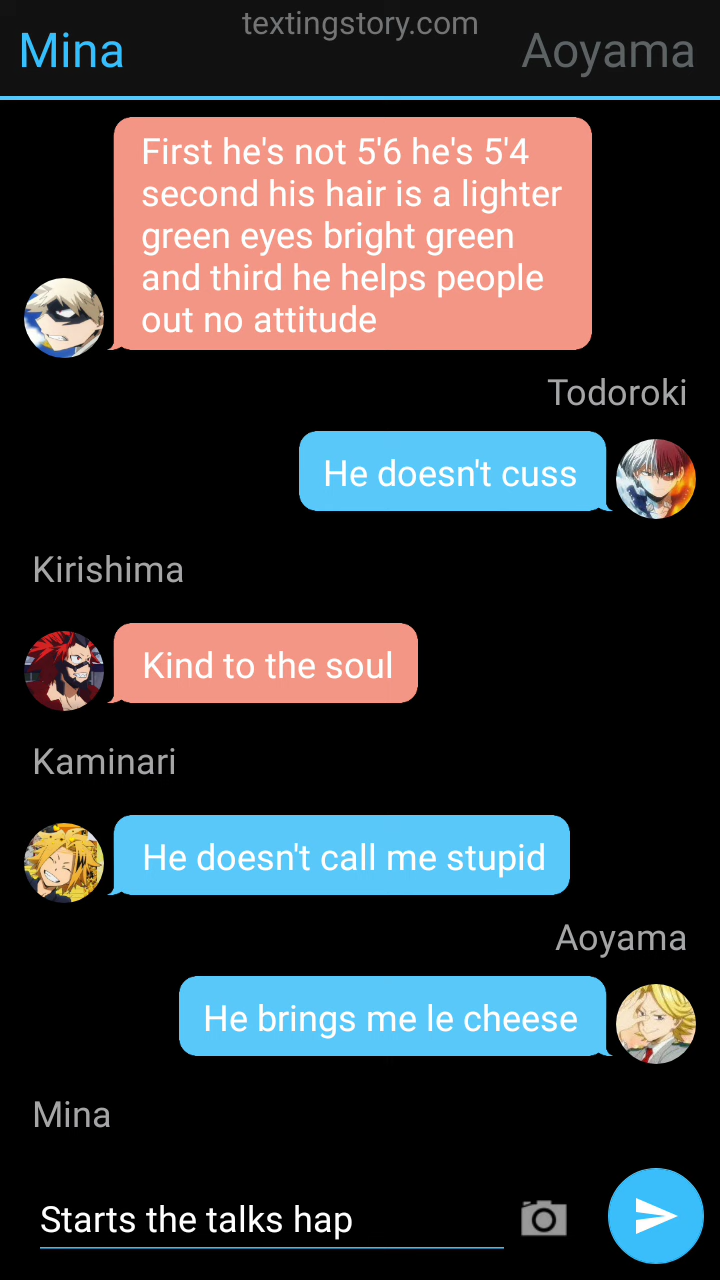 textingstory.com
Mina
Aoyama
First he's not 5'6 he's 5'4
second his hair is a lighter
green eyes bright green
and third he helps people
out no attitude
Todoroki
He doesn't cuss
Kirishima
Kind to the soul
Kaminari
He doesn't call me stupid
Aoyama
He brings me le cheese
Mina
Starts the talks hap